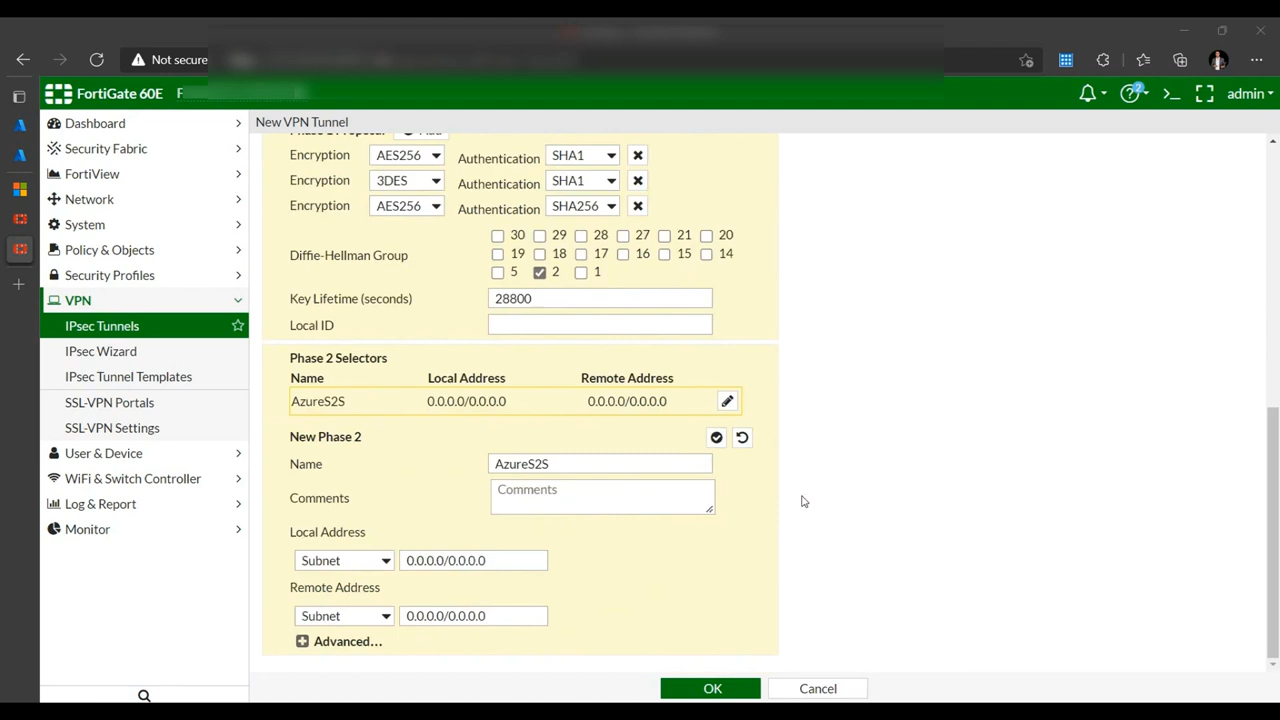 Not secure
FortiGate 60E F
2
admin
Dashboard
Security Fabric
FortiView
Network
System
Policy & Objects
Security Profiles
VPN
IPsec Tunnels
IPsec Wizard
IPsec Tunnel Templates
SSL-VPN Portals
SSL-VPN Settings
User & Device
WiFi & Switch Controller
Log & Report
Monitor
New VPN Tunnel
Encryption AES256 Authentication SHA1
Encryption 3DES Authentication SHA1
Encryption AES256 Authentication SHA256
30 29 28 27 21 20
Diffie-Hellman Group 19 18 17 16 15 14
5 2 1
Key Lifetime (seconds) 28800
Local ID
Phase 2 Selectors
Name Local Address Remote Address
AzureS2S 0.0.0.0/0.0.0.0 0.0.0.0/0.0.0.0
New Phase 2
Name AzureS2S
Comments Comments
Local Address
Subnet 0.0.0.0/0.0.0.0
Remote Address
Subnet 0.0.0.0/0.0.0.0
Advanced...
OK Cancel